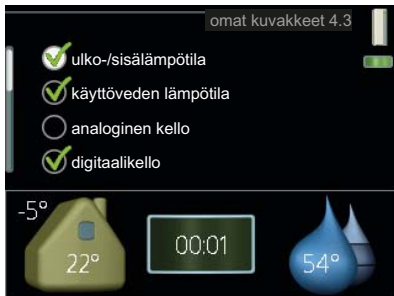 omat kuvakkeet 4.3
ulko-/sisälämpötila
käyttöveden lämpötila
analoginen kello
digitaalikello
-5°
22°
00:01
54°